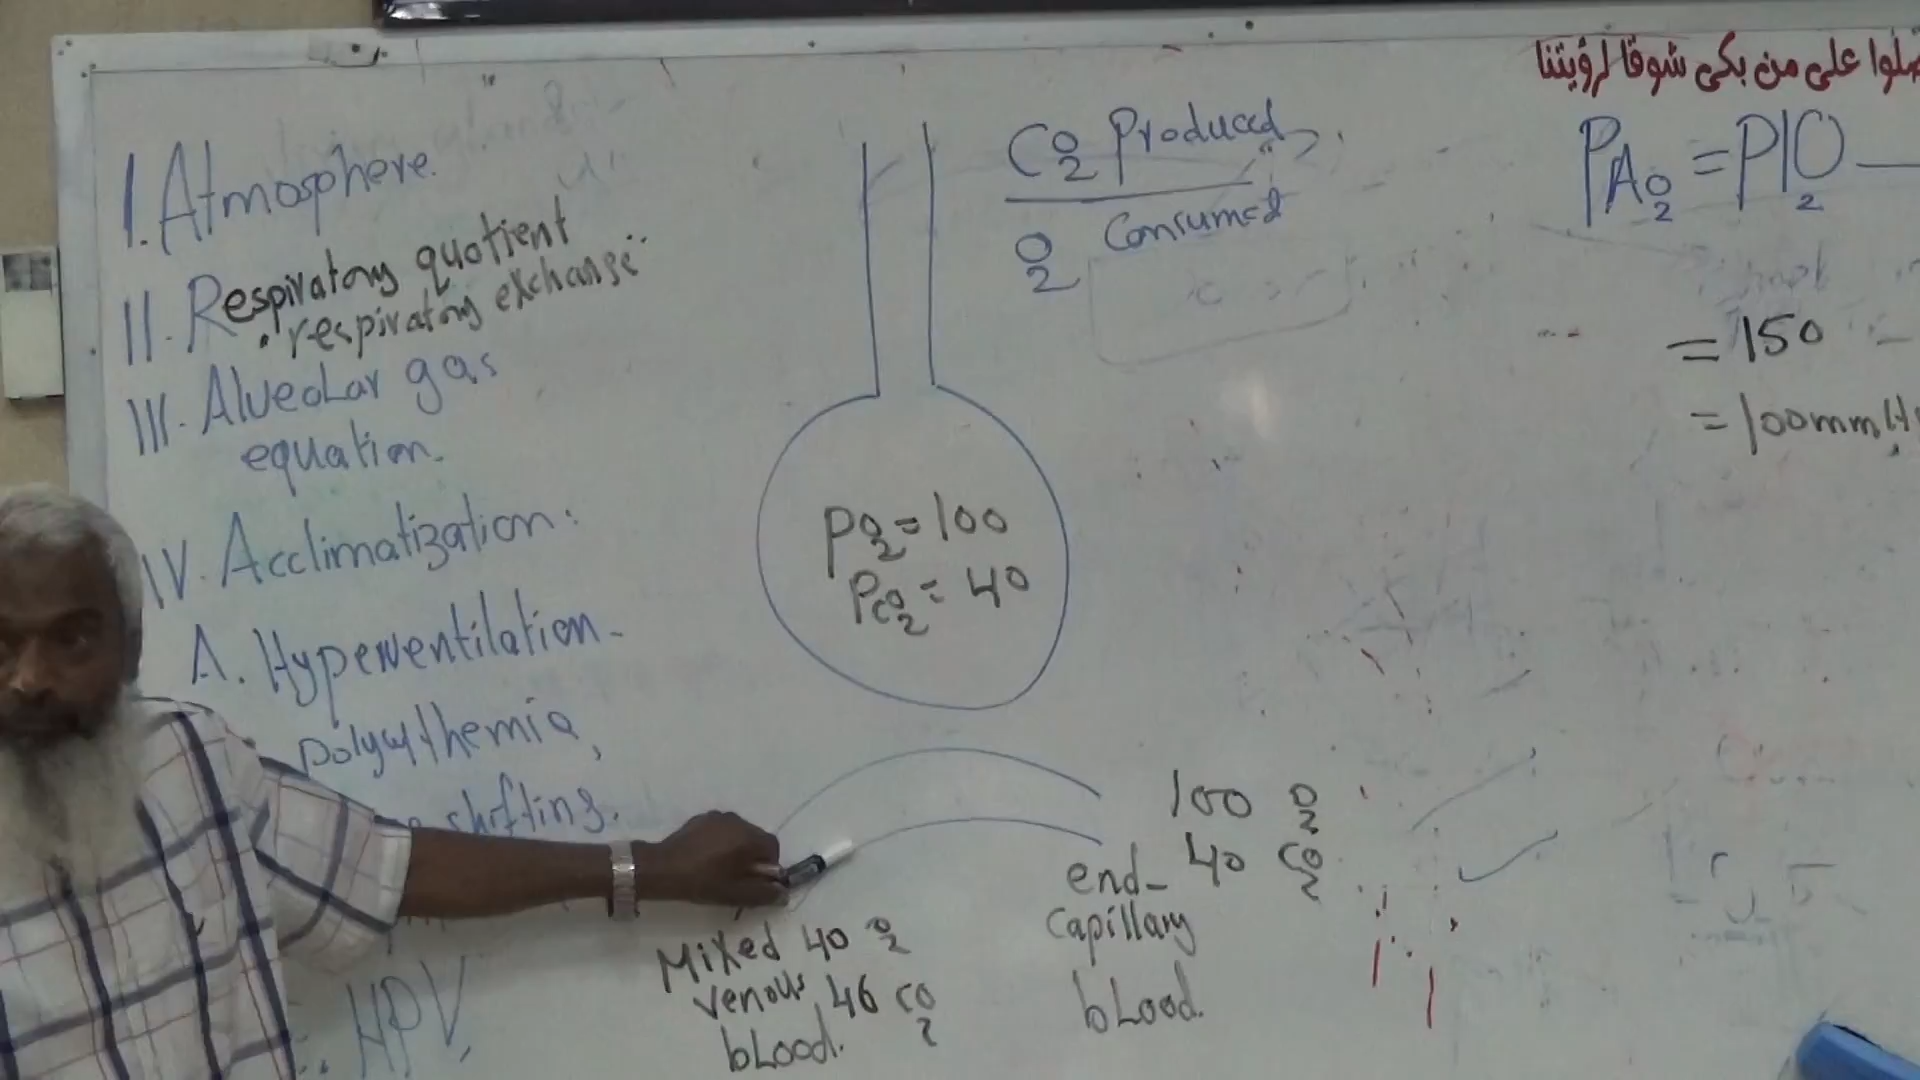 I. Atmosphere.
II. Respiratory quotient
. respiratory exchange
III. Alveolar gas
equation.
IV. Acclimatization:
A. Hyperventilation-
polycythemia,
shifting.
HPV,
CO2 Produced
O2 Consumed
PO2 = 100
PCO2 = 40
100 O2
40 CO2
end-
capillary
blood.
Mixed 40 O2
venous 46 CO2
blood.
صلوا على من بكى شوقا لرؤيتنا
PAO2 = PIO2 —
= 150 -
= 100mmH